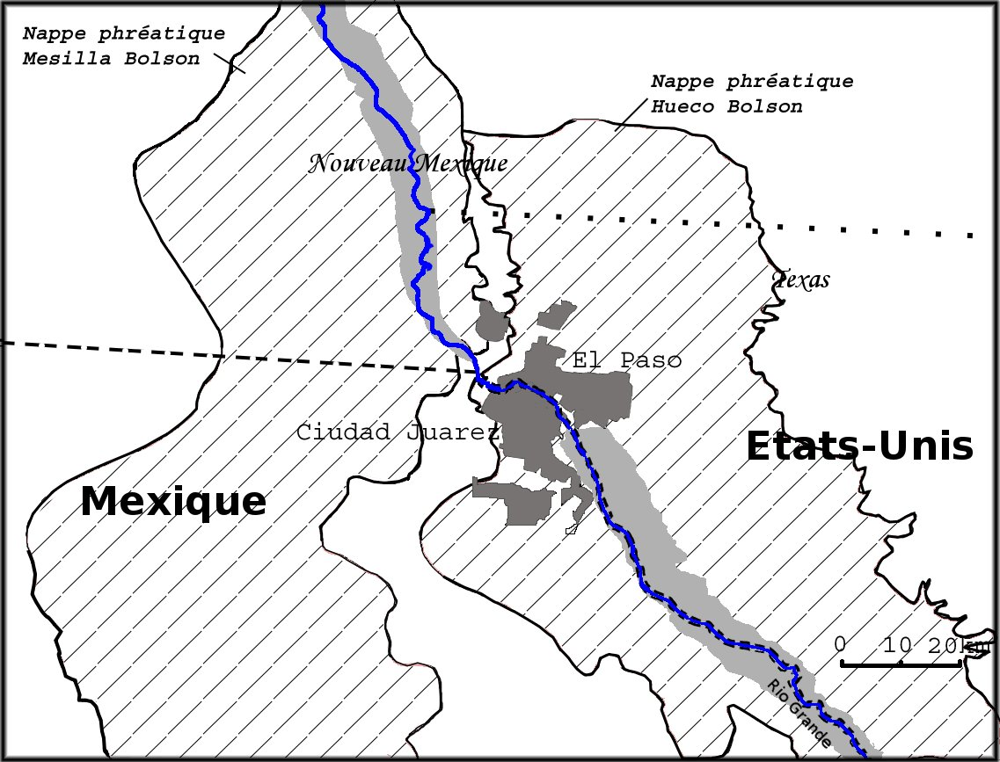 Nappe phréatique
Mesilla Bolson
Nappe phréatique
Hueco Bolson
Nouveau Mexique
Texas
El Paso
Ciudad Juarez
Etats-Unis
Mexique
0 10 20km
Rio Grande